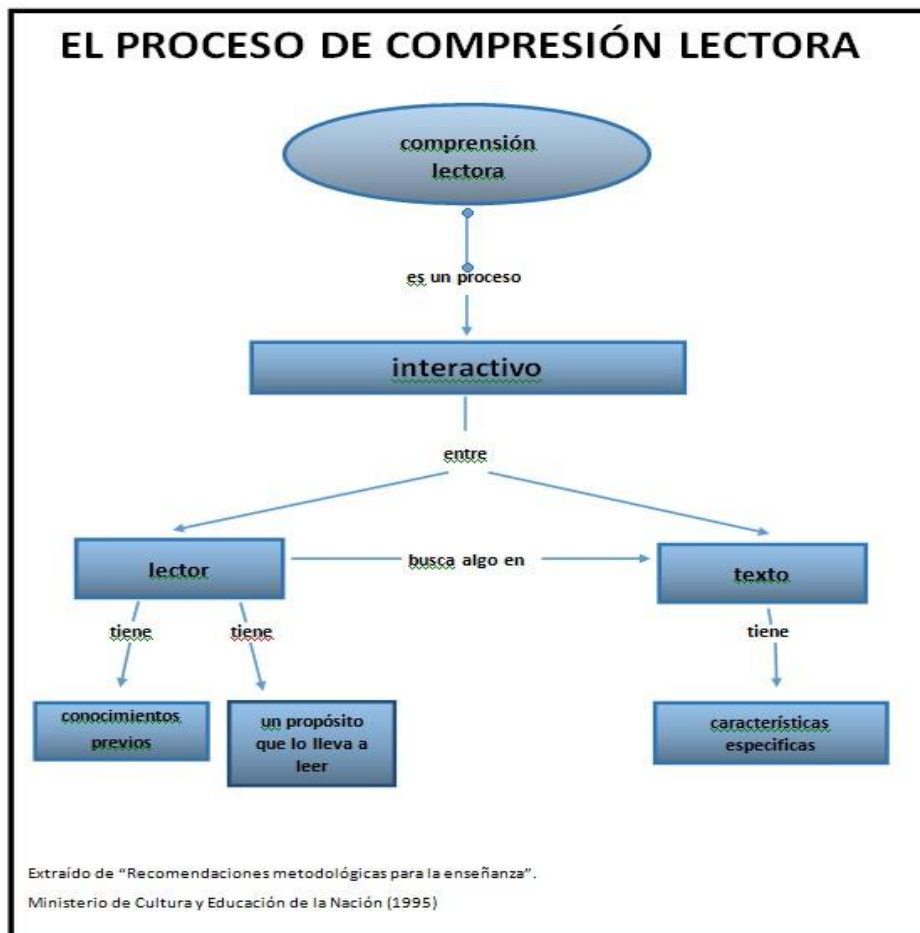 EL PROCESO DE COMPRESIÓN LECTORA
comprensión
lectora
es un proceso
interactivo
entre
lector
busca algo en
texto
tiene
tiene
tiene
conocimientos
previos
un propósito
que lo lleva a
leer
características
especificas
Extraído de “Recomendaciones metodológicas para la enseñanza”.
Ministerio de Cultura y Educación de la Nación (1995)